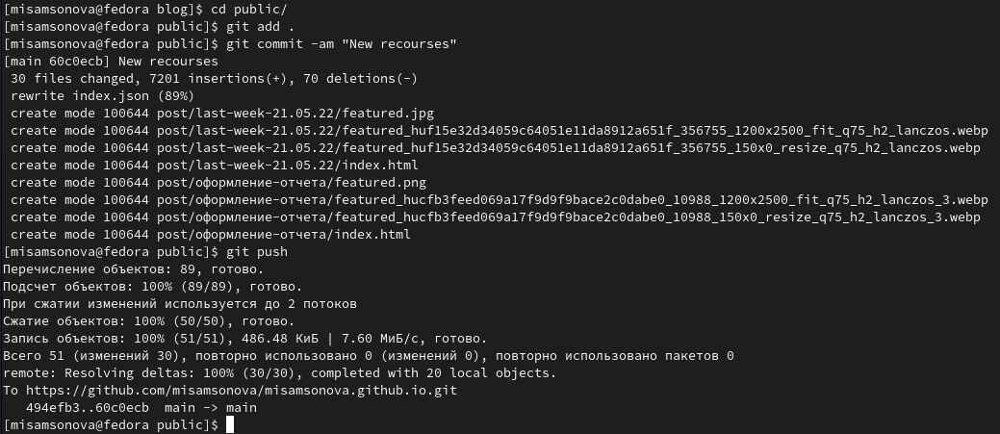 [misamsonova@fedora blog]$ cd public/
[misamsonova@fedora public]$ git add .
[misamsonova@fedora public]$ git commit -am "New recourses"
[main 60c0ecb] New recourses
 30 files changed, 7201 insertions(+), 70 deletions(-)
 rewrite index.json (89%)
 create mode 100644 post/last-week-21.05.22/featured.jpg
 create mode 100644 post/last-week-21.05.22/featured_huf15e32d34059c64051e11da8912a651f_356755_1200x2500_fit_q75_h2_lanczos.webp
 create mode 100644 post/last-week-21.05.22/featured_huf15e32d34059c64051e11da8912a651f_356755_150x0_resize_q75_h2_lanczos.webp
 create mode 100644 post/last-week-21.05.22/index.html
 create mode 100644 post/оформление-отчета/featured.png
 create mode 100644 post/оформление-отчета/featured_hucfb3feed069a17f9d9f9bace2c0dabe0_10988_1200x2500_fit_q75_h2_lanczos_3.webp
 create mode 100644 post/оформление-отчета/featured_hucfb3feed069a17f9d9f9bace2c0dabe0_10988_150x0_resize_q75_h2_lanczos_3.webp
 create mode 100644 post/оформление-отчета/index.html
[misamsonova@fedora public]$ git push
Перечисление объектов: 89, готово.
Подсчет объектов: 100% (89/89), готово.
При сжатии изменений используется до 2 потоков
Сжатие объектов: 100% (50/50), готово.
Запись объектов: 100% (51/51), 486.48 КиБ | 7.60 МиБ/с, готово.
Всего 51 (изменений 30), повторно использовано 0 (изменений 0), повторно использовано пакетов 0
remote: Resolving deltas: 100% (30/30), completed with 20 local objects.
To https://github.com/misamsonova/misamsonova.github.io.git
   494efb3..60c0ecb  main -> main
[misamsonova@fedora public]$